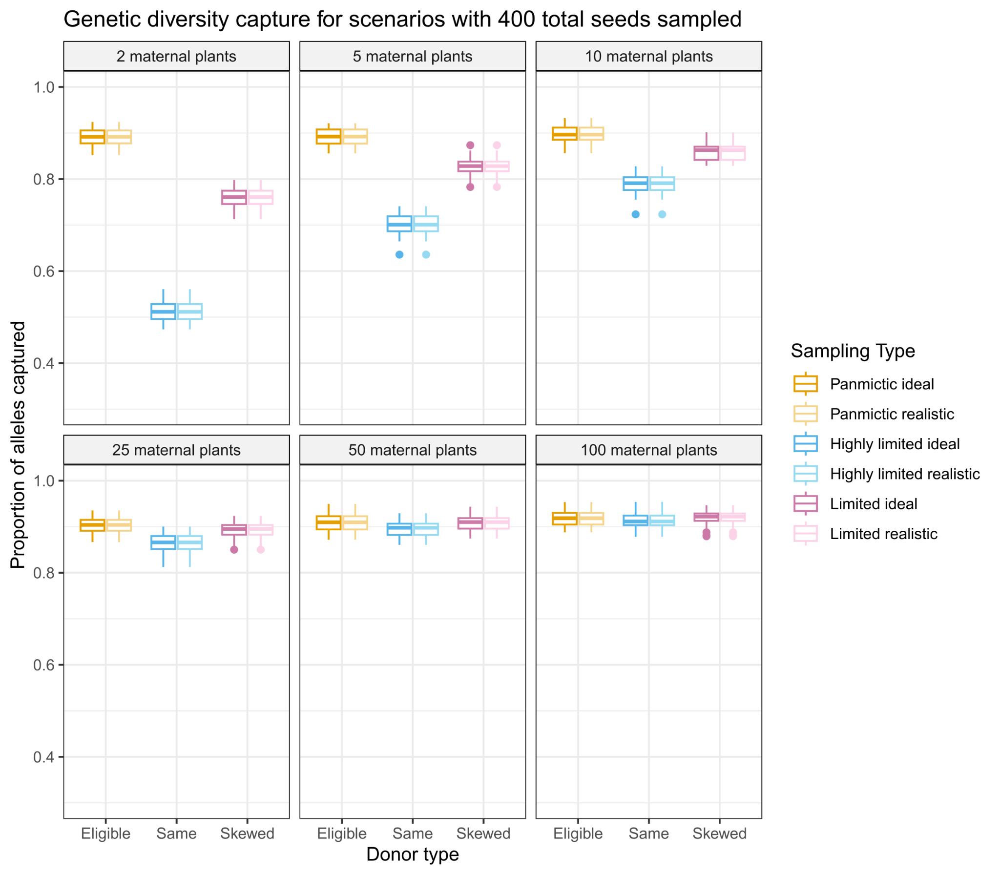 Genetic diversity capture for scenarios with 400 total seeds sampled
2 maternal plants
5 maternal plants
10 maternal plants
1.0
0.8
0.6
0.4
25 maternal plants
50 maternal plants
100 maternal plants
1.0
0.8
0.6
0.4
Proportion of alleles captured
Eligible
Same
Skewed
Eligible
Same
Skewed
Eligible
Same
Skewed
Donor type
Sampling Type
Panmictic ideal
Panmictic realistic
Highly limited ideal
Highly limited realistic
Limited ideal
Limited realistic